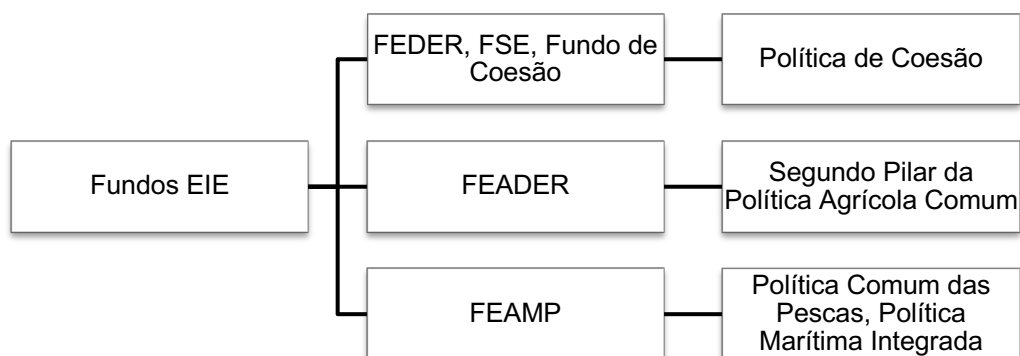 FEDER, FSE, Fundo de
Coesão
Política de Coesão
Fundos EIE
FEADER
Segundo Pilar da
Política Agrícola Comum
FEAMP
Política Comum das
Pescas, Política
Marítima Integrada